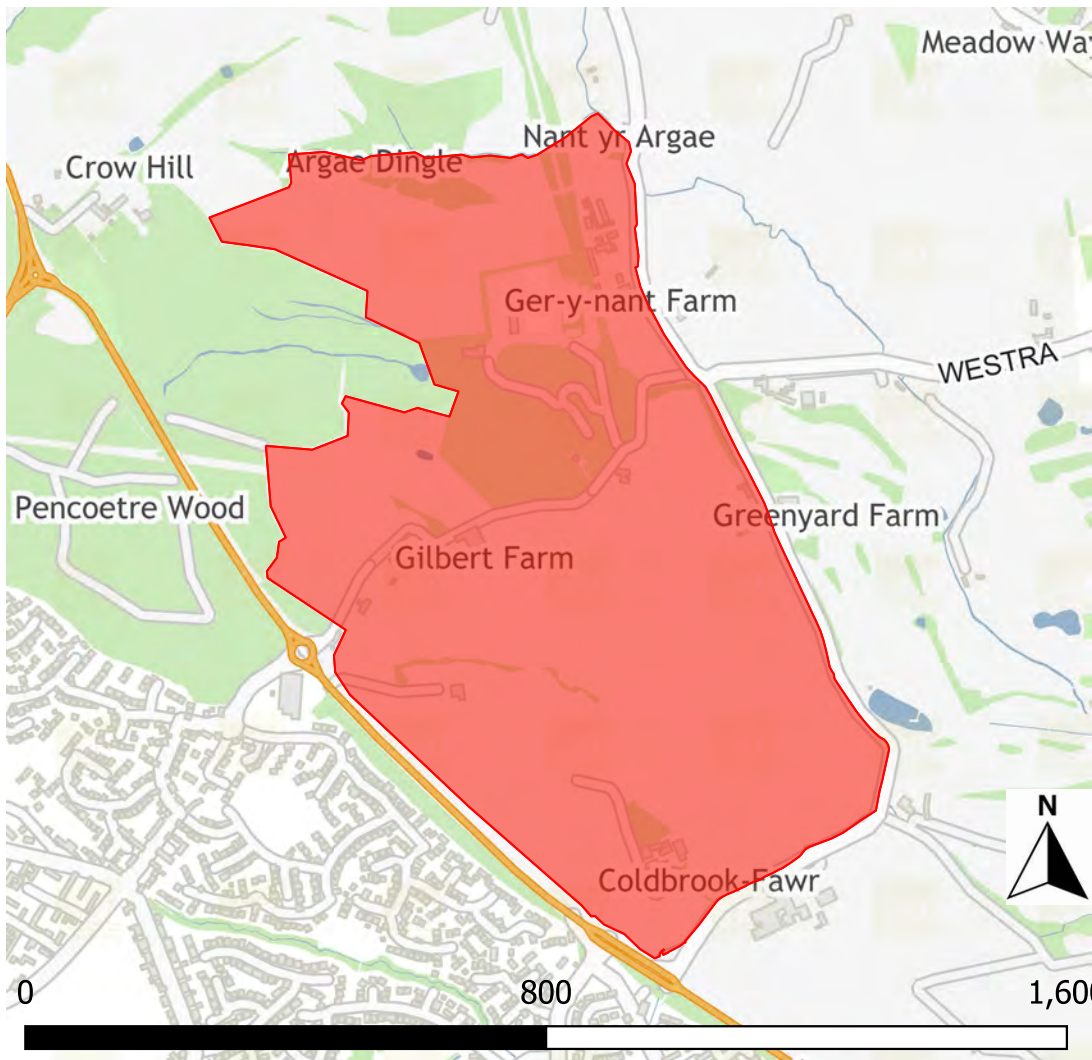 Meadow Way
Nant yr Argae
Argae Dingle
Crow Hill
Ger-y-nant Farm
WESTRA
Pencoetre Wood
Greenyard Farm
Gilbert Farm
N
Coldbrook-Fawr
0 800 1,600